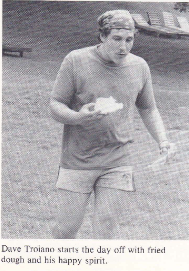 Dave Troiano starts the day off with fried
dough and his happy spirit.